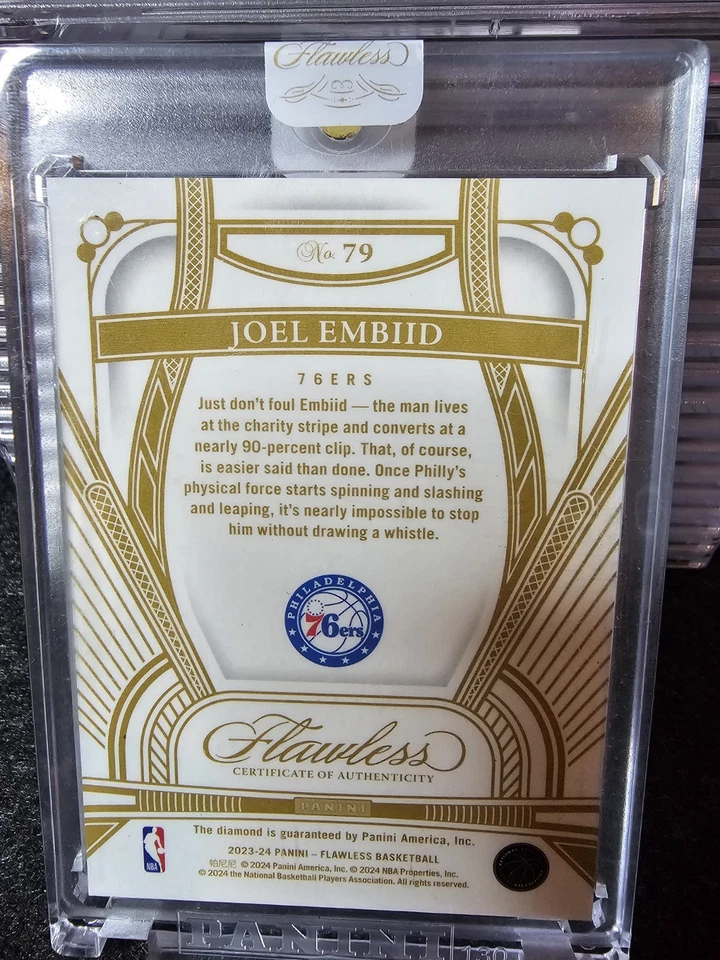 Flawless
No. 79
JOEL EMBIID
76ERS
Just don't foul Embiid — the man lives
at the charity stripe and converts at a
nearly 90-percent clip. That, of course,
is easier said than done. Once Philly's
physical force starts spinning and slashing
and leaping, it's nearly impossible to stop
him without drawing a whistle.
PHILADELPHIA
76ers
Flawless
CERTIFICATE OF AUTHENTICITY
PANINI
The diamond is guaranteed by Panini America, Inc.
2023-24 PANINI – FLAWLESS BASKETBALL
帕尼尼 © 2024 Panini America, Inc. © 2024 NBA Properties, Inc.
© 2024 the National Basketball Players Association. All rights reserved.
NBA
PANINI 130